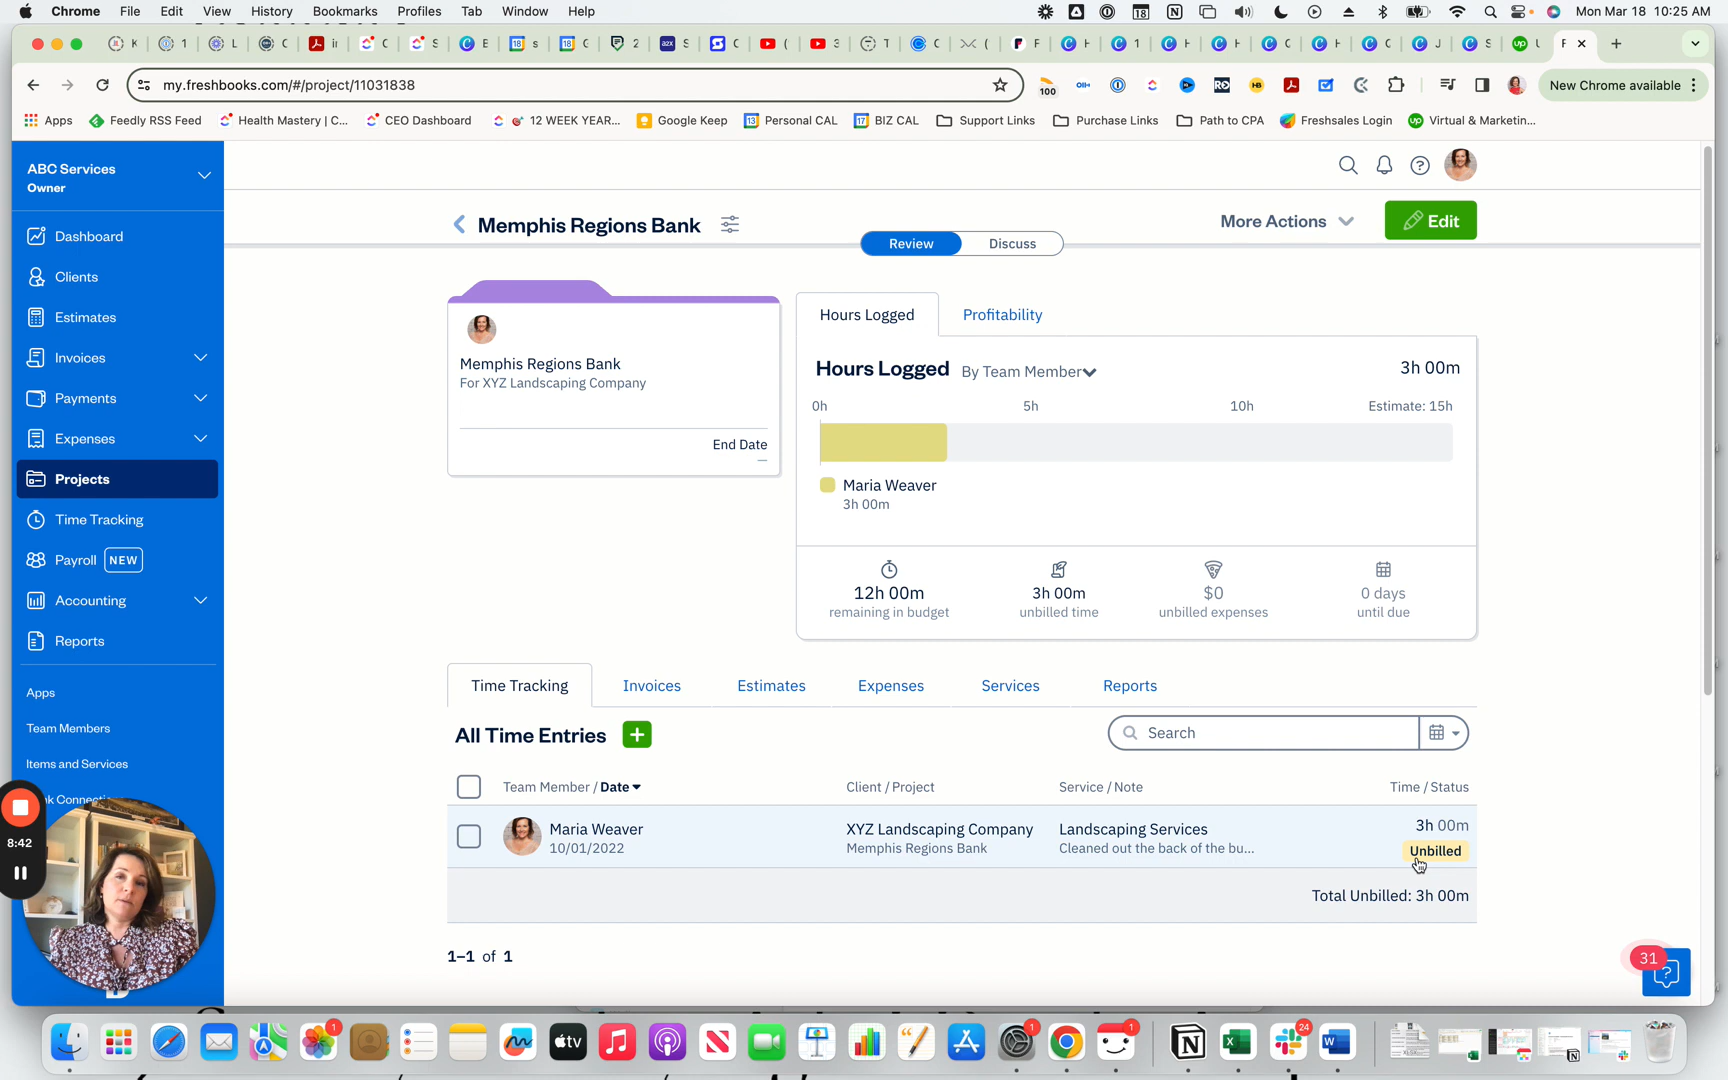 Chrome File Edit View History Bookmarks Profiles Tab Window Help
18
Mon Mar 18 10:25 AM
my.freshbooks.com/#/project/11031838
100
New Chrome available
Apps Feedly RSS Feed Health Mastery | C... CEO Dashboard 12 WEEK YEAR... Google Keep Personal CAL BIZ CAL Support Links Purchase Links Path to CPA Freshsales Login Virtual & Marketin...
ABC Services
Owner
Dashboard
Clients
Estimates
Invoices
Payments
Expenses
Projects
Time Tracking
Payroll NEW
Accounting
Reports
Apps
Team Members
Items and Services
8:42
Memphis Regions Bank
More Actions
Edit
Review Discuss
Memphis Regions Bank
For XYZ Landscaping Company
End Date
—
Hours Logged Profitability
Hours Logged By Team Member 3h 00m
0h 5h 10h Estimate: 15h
Maria Weaver
3h 00m
12h 00m 3h 00m $0 0 days
remaining in budget unbilled time unbilled expenses until due
Time Tracking Invoices Estimates Expenses Services Reports
All Time Entries +
Search
Team Member / Date Client / Project Service / Note Time / Status
Maria Weaver XYZ Landscaping Company Landscaping Services 3h 00m
10/01/2022 Memphis Regions Bank Cleaned out the back of the bu... Unbilled
Total Unbilled: 3h 00m
1–1 of 1
31
1 tv 1 1 24